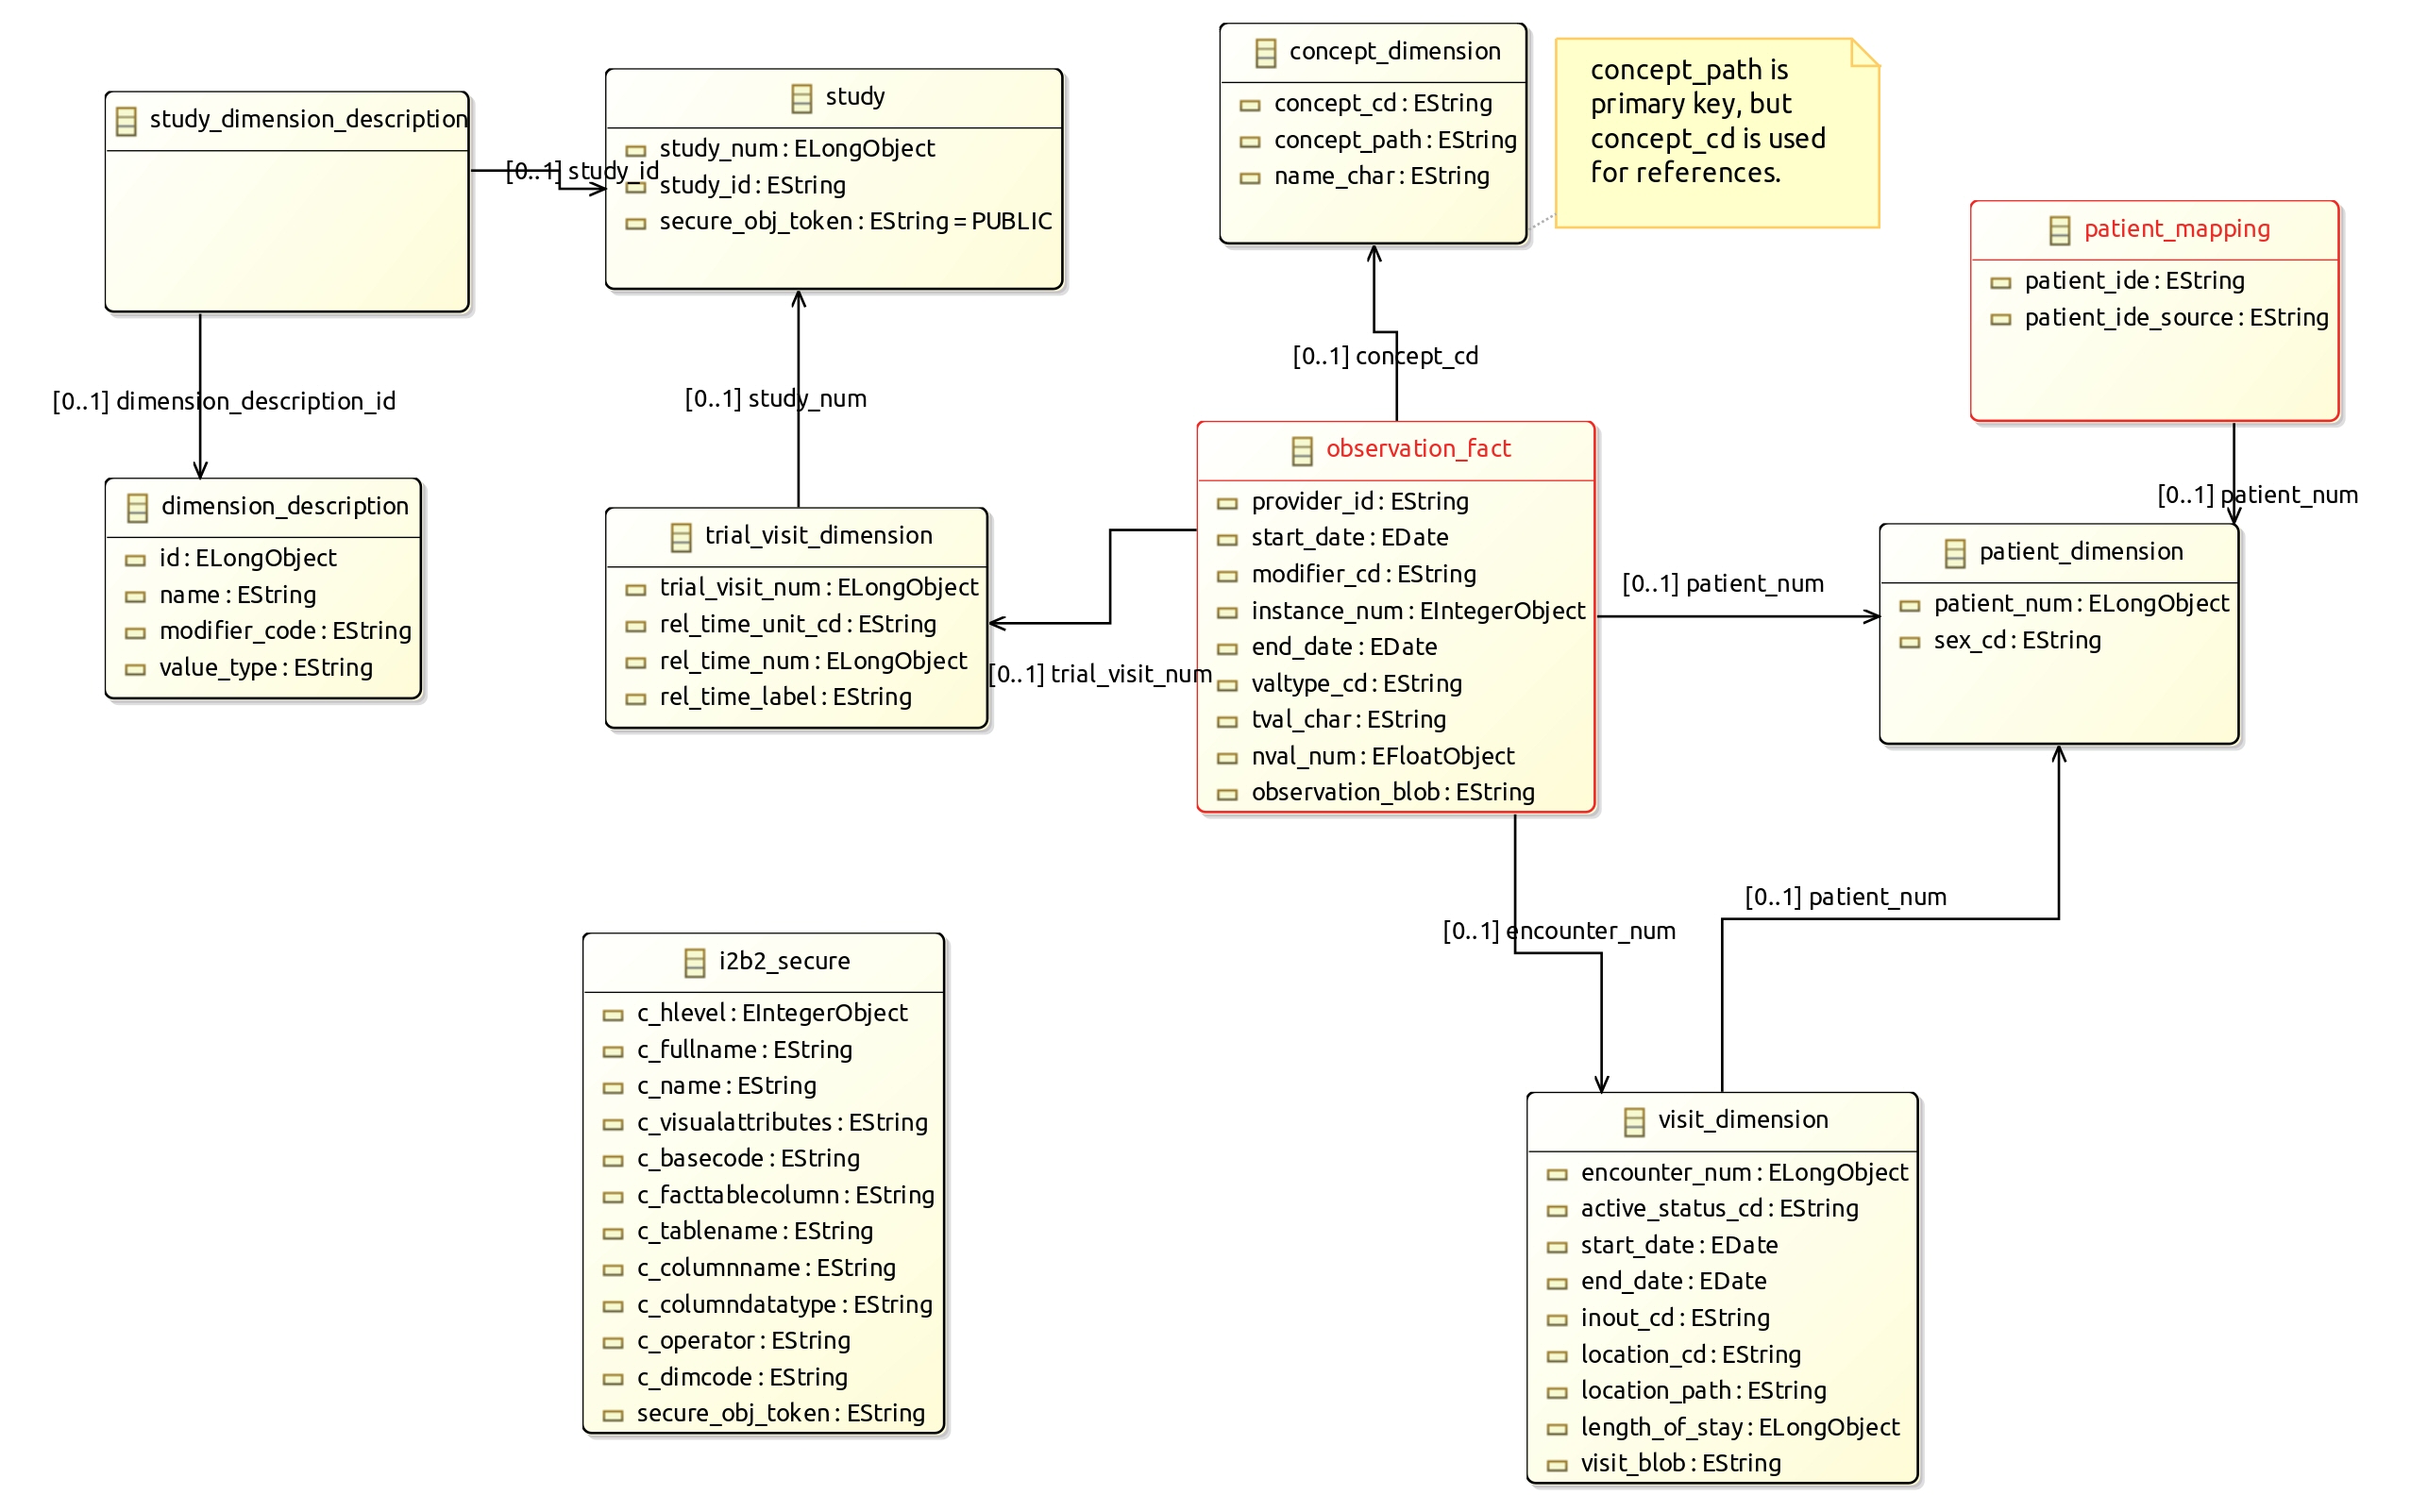 study_dimension_description
[0..1] study_id
study
study_num : ELongObject
study_id : EString
secure_obj_token : EString = PUBLIC
concept_dimension
concept_cd : EString
concept_path : EString
name_char : EString
concept_path is
primary key, but
concept_cd is used
for references.
patient_mapping
patient_ide : EString
patient_ide_source : EString
[0..1] dimension_description_id
[0..1] study_num
[0..1] concept_cd
[0..1] patient_num
dimension_description
id : ELongObject
name : EString
modifier_code : EString
value_type : EString
trial_visit_dimension
trial_visit_num : ELongObject
rel_time_unit_cd : EString
rel_time_num : ELongObject
rel_time_label : EString
[0..1] trial_visit_num
observation_fact
provider_id : EString
start_date : EDate
modifier_cd : EString
instance_num : EIntegerObject
end_date : EDate
valtype_cd : EString
tval_char : EString
nval_num : EFloatObject
observation_blob : EString
[0..1] patient_num
patient_dimension
patient_num : ELongObject
sex_cd : EString
[0..1] encounter_num
[0..1] patient_num
i2b2_secure
c_hlevel : EIntegerObject
c_fullname : EString
c_name : EString
c_visualattributes : EString
c_basecode : EString
c_facttablecolumn : EString
c_tablename : EString
c_columnname : EString
c_columndatatype : EString
c_operator : EString
c_dimcode : EString
secure_obj_token : EString
visit_dimension
encounter_num : ELongObject
active_status_cd : EString
start_date : EDate
end_date : EDate
inout_cd : EString
location_cd : EString
location_path : EString
length_of_stay : ELongObject
visit_blob : EString